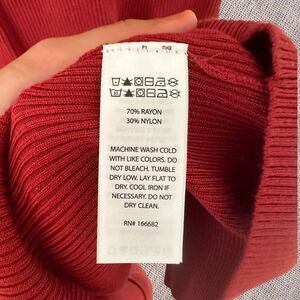 70% RAYON
30% NYLON
MACHINE WASH COLD
WITH LIKE COLORS. DO
NOT BLEACH. TUMBLE
DRY LOW. LAY FLAT TO
DRY. COOL IRON IF
NECESSARY. DO NOT
DRY CLEAN.
RN# 166682